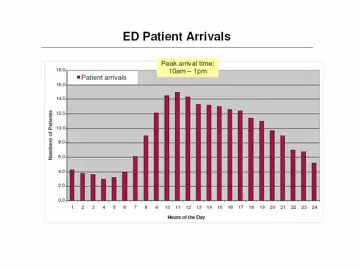 ED Patient Arrivals
Peak arrival time:
10am – 1pm
Patient arrivals
18.0
16.0
14.0
12.0
10.0
8.0
6.0
4.0
2.0
0.0
Numbers of Patients
1 2 3 4 5 6 7 8 9 10 11 12 13 14 15 16 17 18 19 20 21 22 23 24
Hours of the Day